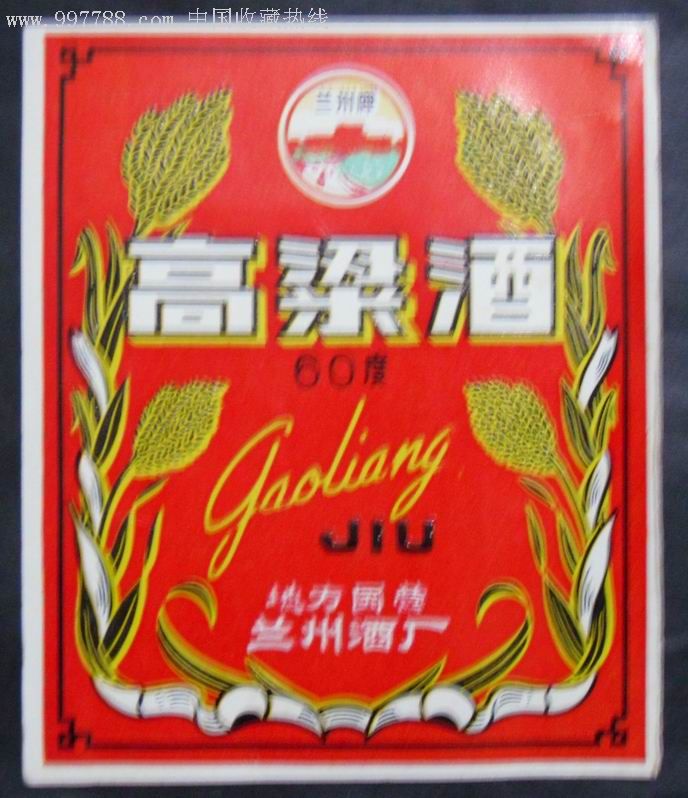 www.997788.com 中国收藏热线
兰州牌
高粱酒
60度
gaoliang
JIU
地方国营
兰州酒厂